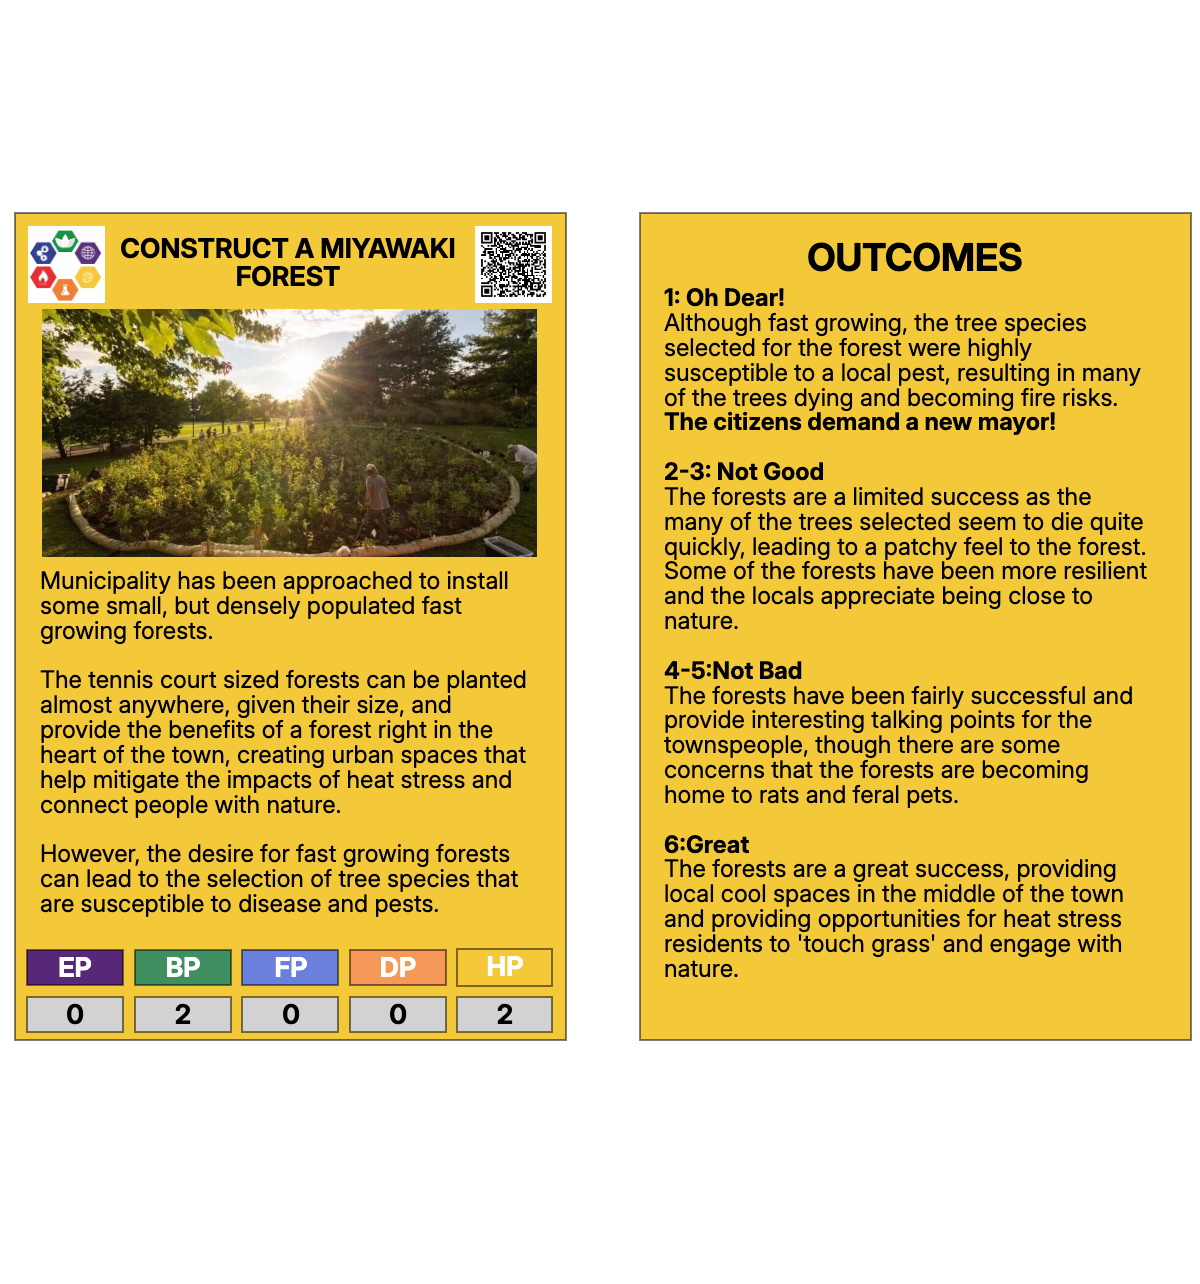 CONSTRUCT A MIYAWAKI
FOREST
Municipality has been approached to install
some small, but densely populated fast
growing forests.
The tennis court sized forests can be planted
almost anywhere, given their size, and
provide the benefits of a forest right in the
heart of the town, creating urban spaces that
help mitigate the impacts of heat stress and
connect people with nature.
However, the desire for fast growing forests
can lead to the selection of tree species that
are susceptible to disease and pests.
EP BP FP DP HP
0 2 0 0 2
OUTCOMES
1: Oh Dear!
Although fast growing, the tree species
selected for the forest were highly
susceptible to a local pest, resulting in many
of the trees dying and becoming fire risks.
The citizens demand a new mayor!
2-3: Not Good
The forests are a limited success as the
many of the trees selected seem to die quite
quickly, leading to a patchy feel to the forest.
Some of the forests have been more resilient
and the locals appreciate being close to
nature.
4-5:Not Bad
The forests have been fairly successful and
provide interesting talking points for the
townspeople, though there are some
concerns that the forests are becoming
home to rats and feral pets.
6:Great
The forests are a great success, providing
local cool spaces in the middle of the town
and providing opportunities for heat stress
residents to 'touch grass' and engage with
nature.